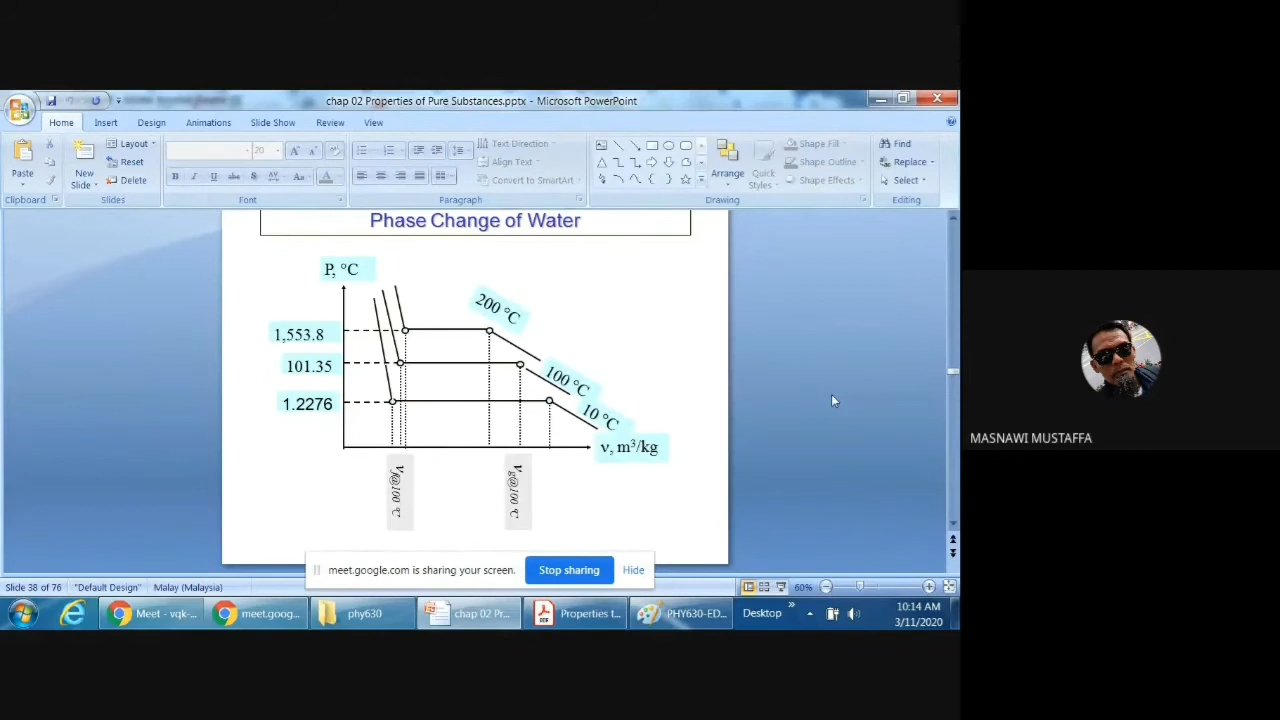 chap 02 Properties of Pure Substances.pptx - Microsoft PowerPoint
Home Insert Design Animations Slide Show Review View
Paste
Clipboard
New Slide
Layout
Reset
Delete
Slides
20
Font
Text Direction
Align Text
Convert to SmartArt
Paragraph
Arrange
Quick Styles
Shape Fill
Shape Outline
Shape Effects
Drawing
Find
Replace
Select
Editing
Phase Change of Water
P, °C
1,553.8
101.35
1.2276
200 °C
100 °C
10 °C
ν, m³/kg
νf@100 °C
νg@100 °C
MASNAWI MUSTAFFA
meet.google.com is sharing your screen. Stop sharing Hide
Slide 38 of 76 "Default Design" Malay (Malaysia) 60%
Meet - vqk-... meet.goog... phy630 chap 02 Pr... Properties t... PHY630-ED... Desktop 10:14 AM
3/11/2020